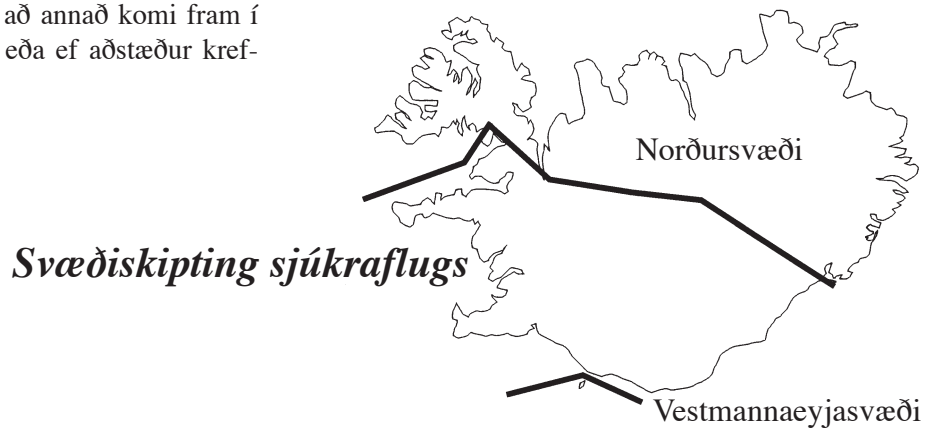 að annað komi fram í
eða ef aðstæður kref-
Norðursvæði
Svæðiskipting sjúkraflugs
Vestmannaeyjasvæði